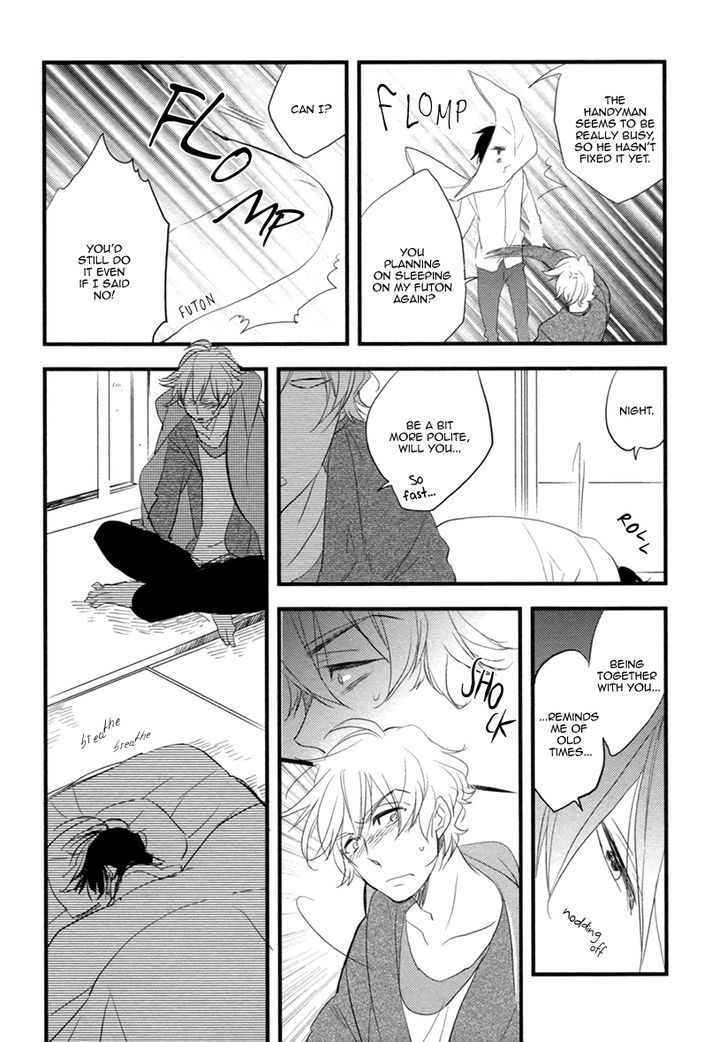 THE
HANDYMAN
SEEMS TO BE
REALLY BUSY,
SO HE HASN'T
FIXED IT YET.
FLOMP
YOU
PLANNING
ON SLEEPING
ON MY FUTON
AGAIN?
CAN I?
FLOMP
YOU'D
STILL DO
IT EVEN
IF I SAID
NO!
FUTON
NIGHT.
ROLL
BE A BIT
MORE POLITE,
WILL YOU...
So
fast...
BEING
TOGETHER
WITH YOU...
...REMINDS
ME OF
OLD
TIMES...
nodding
off
SHO
CK
breathe
breathe